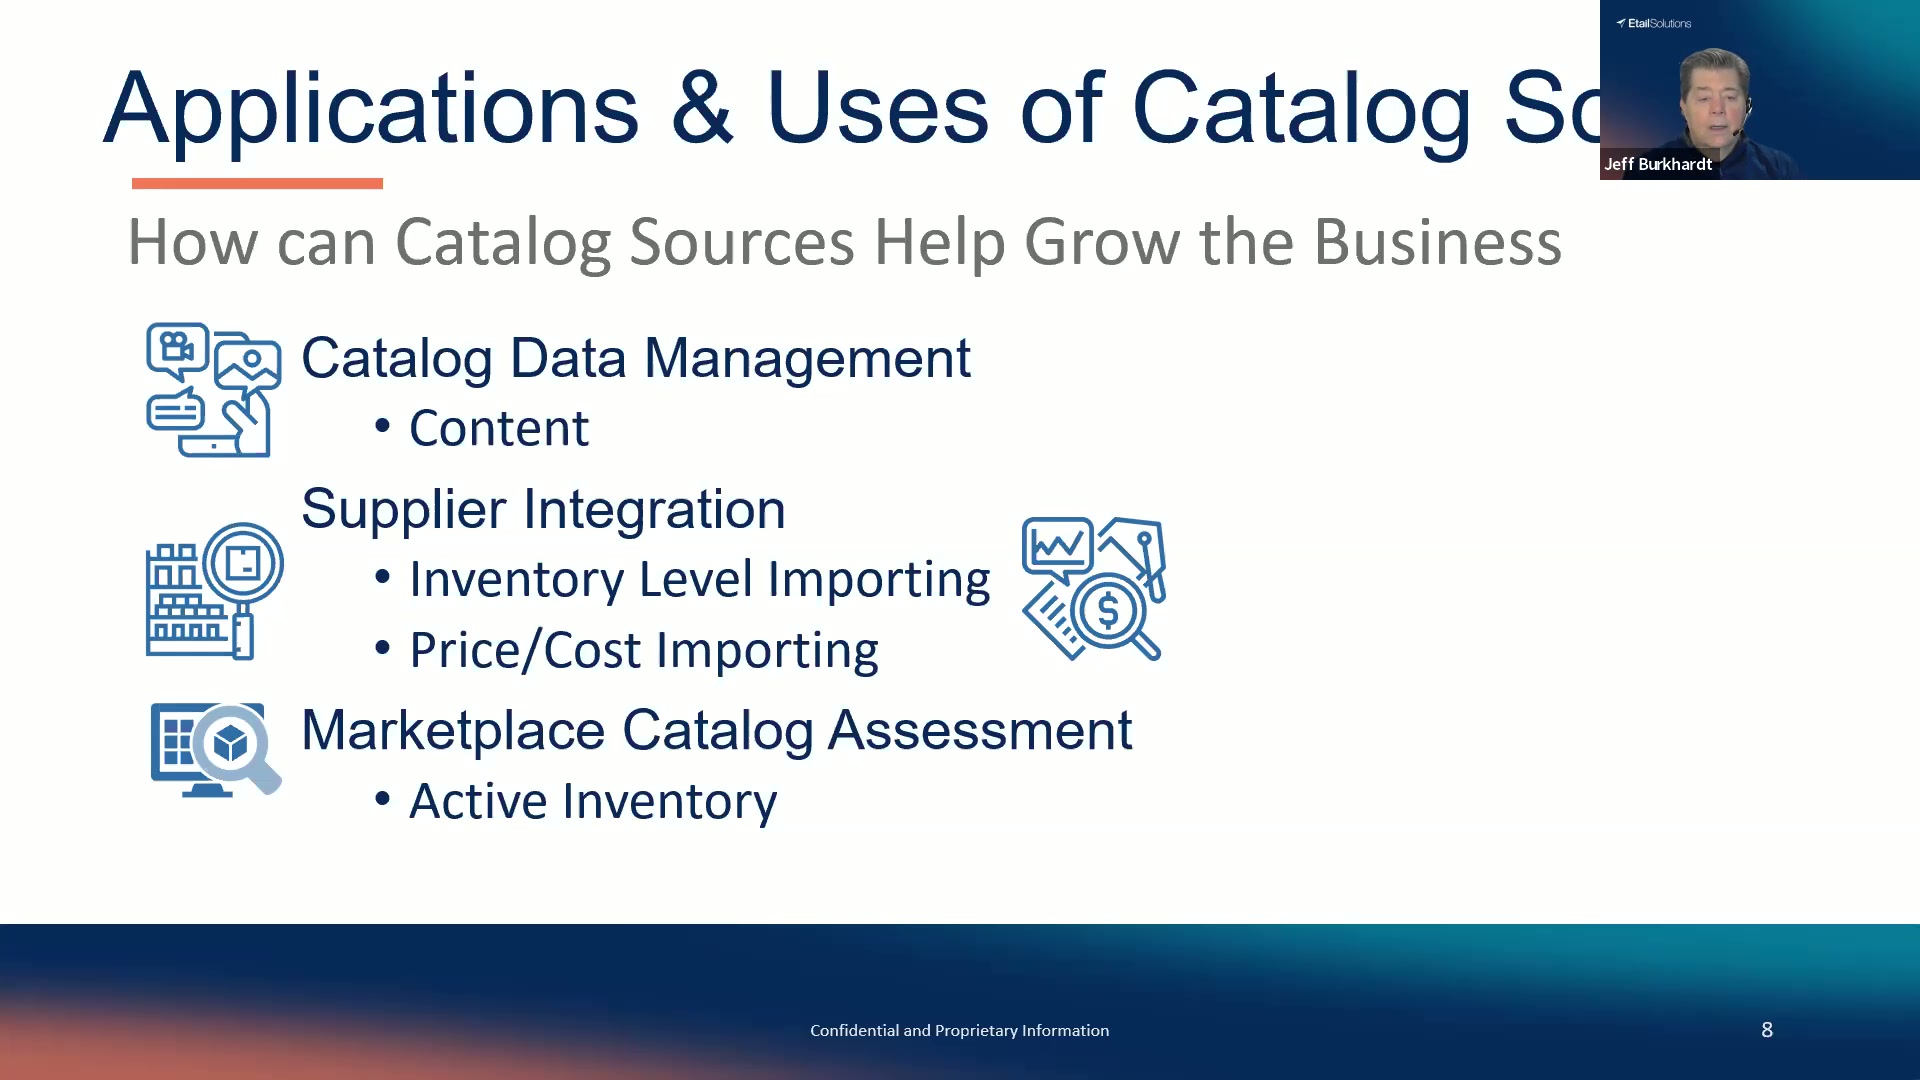 Applications & Uses of Catalog
EtailSolutions
Jeff Burkhardt
How can Catalog Sources Help Grow the Business
Catalog Data Management
• Content
Supplier Integration
• Inventory Level Importing
• Price/Cost Importing
$
Marketplace Catalog Assessment
• Active Inventory
Confidential and Proprietary Information
8